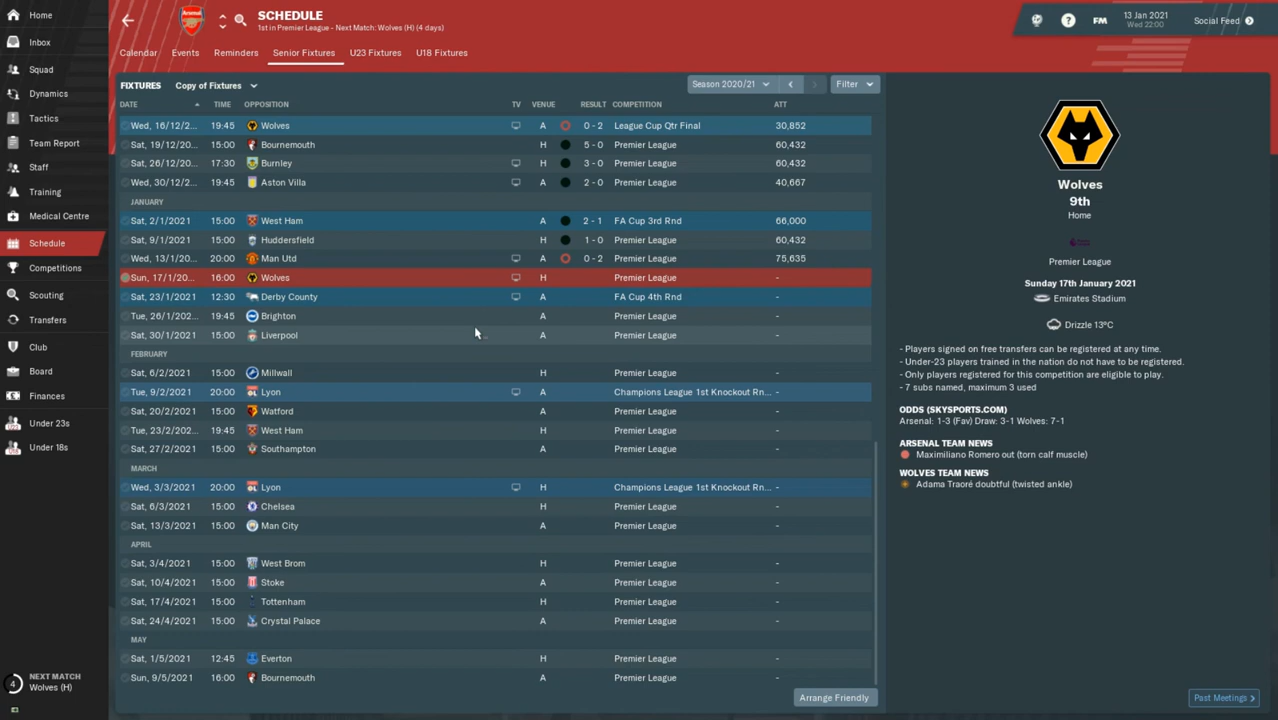 Home
Inbox
Squad
Dynamics
Tactics
Team Report
Staff
Training
Medical Centre
Schedule
Competitions
Scouting
Transfers
Club
Board
Finances
Under 23s
Under 18s
4
NEXT MATCH
Wolves (H)
Arsenal
SCHEDULE
1st in Premier League - Next Match: Wolves (H) (4 days)
? FM 13 Jan 2021
Wed 22:00
Social Feed
Calendar Events Reminders Senior Fixtures U23 Fixtures U18 Fixtures
FIXTURES Copy of Fixtures Season 2020/21 Filter
DATE TIME OPPOSITION TV VENUE RESULT COMPETITION ATT
Wed, 16/12/2... 19:45 Wolves A 0 - 2 League Cup Qtr Final 30,852
Sat, 19/12/20... 15:00 Bournemouth H 5 - 0 Premier League 60,432
Sat, 26/12/20... 17:30 Burnley H 3 - 0 Premier League 60,432
Wed, 30/12/2... 19:45 Aston Villa A 2 - 0 Premier League 40,667
JANUARY
Sat, 2/1/2021 15:00 West Ham A 2 - 1 FA Cup 3rd Rnd 66,000
Sat, 9/1/2021 15:00 Huddersfield H 1 - 0 Premier League 60,432
Wed, 13/1/20... 20:00 Man Utd A 0 - 2 Premier League 75,635
Sun, 17/1/20... 16:00 Wolves H Premier League -
Sat, 23/1/2021 12:30 Derby County A FA Cup 4th Rnd -
Tue, 26/1/202... 19:45 Brighton A Premier League -
Sat, 30/1/2021 15:00 Liverpool A Premier League -
FEBRUARY
Sat, 6/2/2021 15:00 Millwall H Premier League -
Tue, 9/2/2021 20:00 Lyon A Champions League 1st Knockout Rn... -
Sat, 20/2/2021 15:00 Watford A Premier League -
Tue, 23/2/202... 19:45 West Ham H Premier League -
Sat, 27/2/2021 15:00 Southampton H Premier League -
MARCH
Wed, 3/3/2021 20:00 Lyon H Champions League 1st Knockout Rn... -
Sat, 6/3/2021 15:00 Chelsea H Premier League -
Sat, 13/3/2021 15:00 Man City A Premier League -
APRIL
Sat, 3/4/2021 15:00 West Brom H Premier League -
Sat, 10/4/2021 15:00 Stoke A Premier League -
Sat, 17/4/2021 15:00 Tottenham H Premier League -
Sat, 24/4/2021 15:00 Crystal Palace A Premier League -
MAY
Sat, 1/5/2021 12:45 Everton H Premier League -
Sun, 9/5/2021 16:00 Bournemouth A Premier League -
Arrange Friendly
Wolves
9th
Home
Premier League
Sunday 17th January 2021
Emirates Stadium
Drizzle 13°C
- Players signed on free transfers can be registered at any time.
- Under-23 players trained in the nation do not have to be registered.
- Only players registered for this competition are eligible to play.
- 7 subs named, maximum 3 used
ODDS (SKYSPORTS.COM)
Arsenal: 1-3 (Fav) Draw: 3-1 Wolves: 7-1
ARSENAL TEAM NEWS
Maximiliano Romero out (torn calf muscle)
WOLVES TEAM NEWS
Adama Traoré doubtful (twisted ankle)
Past Meetings